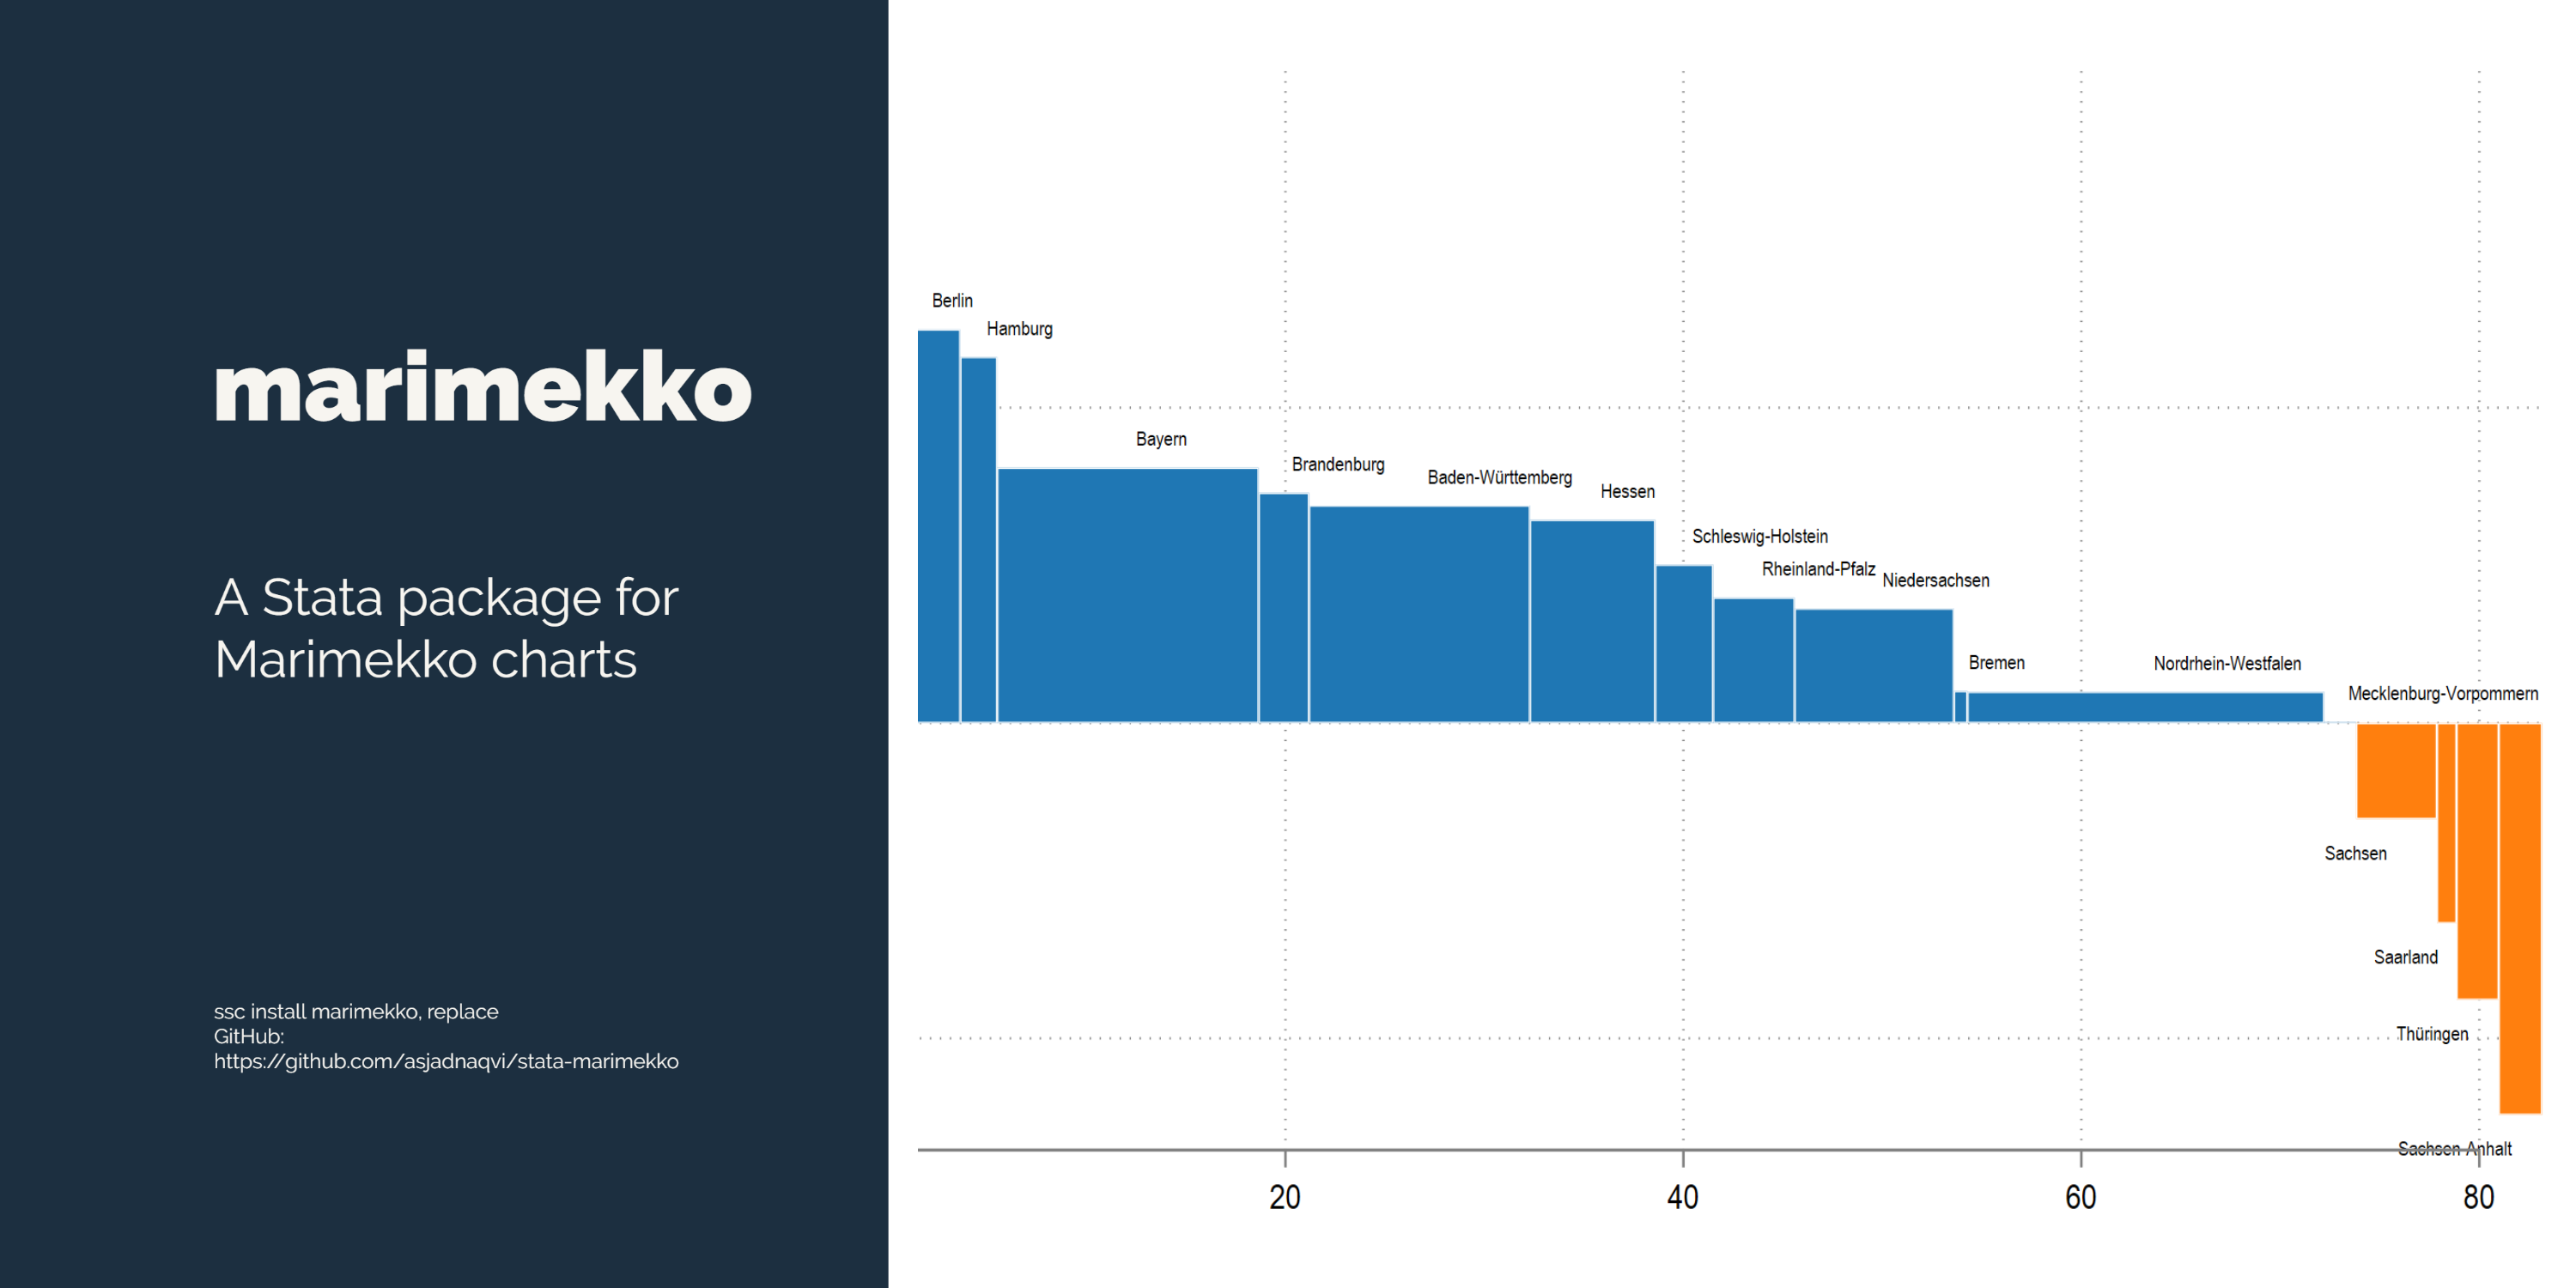 marimekko
A Stata package for
Marimekko charts
ssc install marimekko, replace
GitHub:
https://github.com/asjadnaqvi/stata-marimekko
Berlin
Hamburg
Bayern
Brandenburg
Baden-Württemberg
Hessen
Schleswig-Holstein
Rheinland-Pfalz
Niedersachsen
Bremen
Nordrhein-Westfalen
Mecklenburg-Vorpommern
Sachsen
Saarland
Thüringen
Sachsen-Anhalt
20 40 60 80